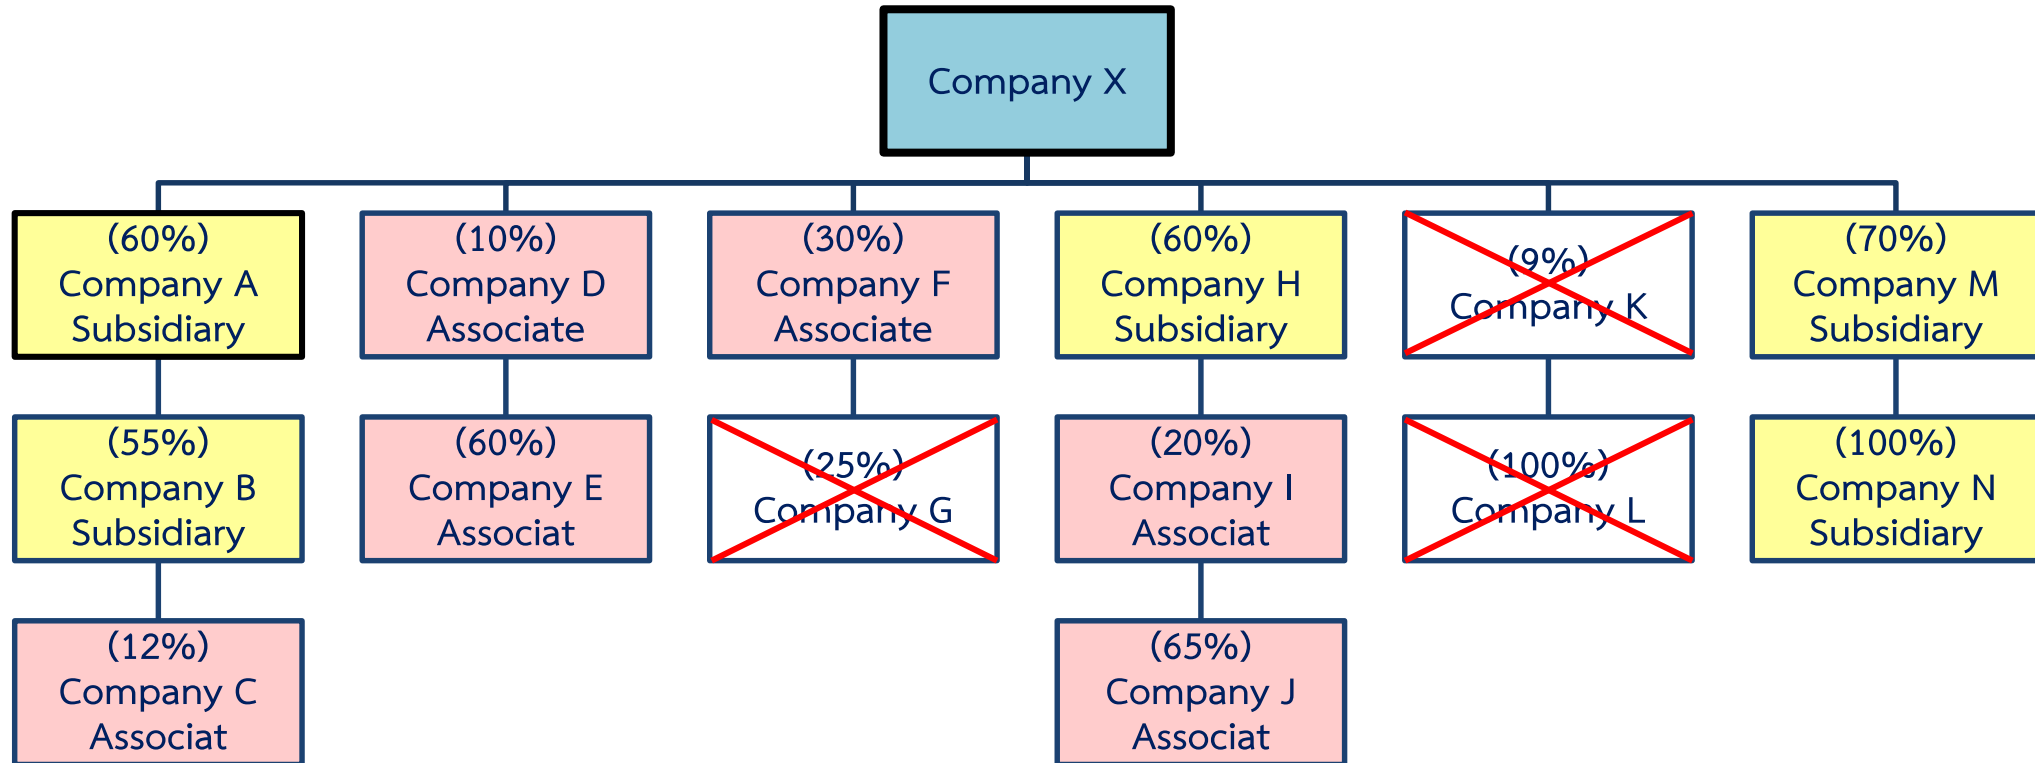 Company X
(60%)
Company A
Subsidiary
(10%)
Company D
Associate
(30%)
Company F
Associate
(60%)
Company H
Subsidiary
(9%)
Company K
(70%)
Company M
Subsidiary
(55%)
Company B
Subsidiary
(60%)
Company E
Associat
(25%)
Company G
(20%)
Company I
Associat
(100%)
Company L
(100%)
Company N
Subsidiary
(12%)
Company C
Associat
(65%)
Company J
Associat